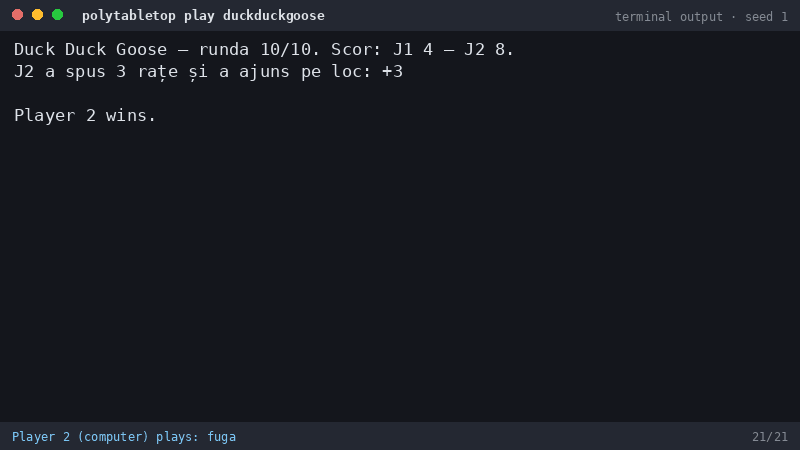 polytabletop play duckduckgoose
terminal output · seed 1
Duck Duck Goose — runda 10/10. Scor: J1 4 — J2 8.
J2 a spus 3 rațe și a ajuns pe loc: +3
Player 2 wins.
Player 2 (computer) plays: fuga
21/21